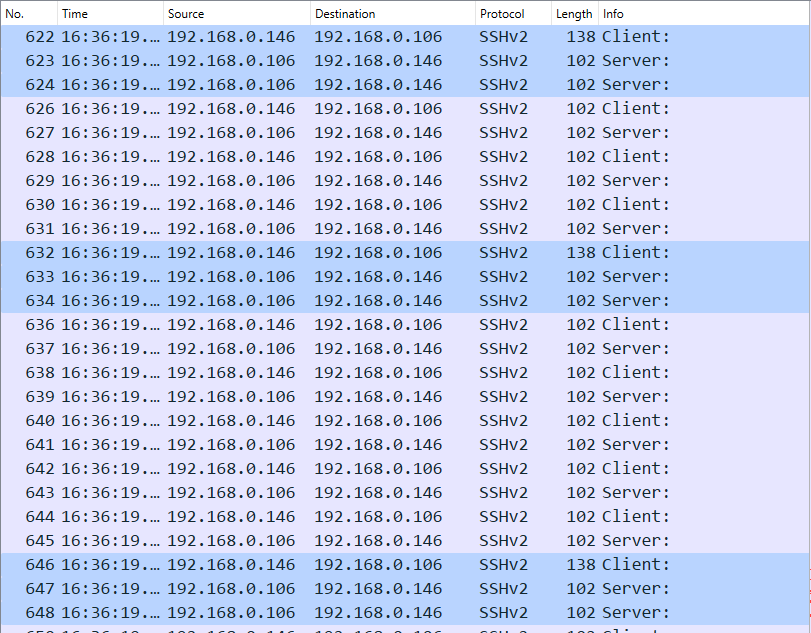 No. Time Source Destination Protocol Length Info
622 16:36:19.… 192.168.0.146 192.168.0.106 SSHv2 138 Client:
623 16:36:19.… 192.168.0.106 192.168.0.146 SSHv2 102 Server:
624 16:36:19.… 192.168.0.106 192.168.0.146 SSHv2 102 Server:
626 16:36:19.… 192.168.0.146 192.168.0.106 SSHv2 102 Client:
627 16:36:19.… 192.168.0.106 192.168.0.146 SSHv2 102 Server:
628 16:36:19.… 192.168.0.146 192.168.0.106 SSHv2 102 Client:
629 16:36:19.… 192.168.0.106 192.168.0.146 SSHv2 102 Server:
630 16:36:19.… 192.168.0.146 192.168.0.106 SSHv2 102 Client:
631 16:36:19.… 192.168.0.106 192.168.0.146 SSHv2 102 Server:
632 16:36:19.… 192.168.0.146 192.168.0.106 SSHv2 138 Client:
633 16:36:19.… 192.168.0.106 192.168.0.146 SSHv2 102 Server:
634 16:36:19.… 192.168.0.106 192.168.0.146 SSHv2 102 Server:
636 16:36:19.… 192.168.0.146 192.168.0.106 SSHv2 102 Client:
637 16:36:19.… 192.168.0.106 192.168.0.146 SSHv2 102 Server:
638 16:36:19.… 192.168.0.146 192.168.0.106 SSHv2 102 Client:
639 16:36:19.… 192.168.0.106 192.168.0.146 SSHv2 102 Server:
640 16:36:19.… 192.168.0.146 192.168.0.106 SSHv2 102 Client:
641 16:36:19.… 192.168.0.106 192.168.0.146 SSHv2 102 Server:
642 16:36:19.… 192.168.0.146 192.168.0.106 SSHv2 102 Client:
643 16:36:19.… 192.168.0.106 192.168.0.146 SSHv2 102 Server:
644 16:36:19.… 192.168.0.146 192.168.0.106 SSHv2 102 Client:
645 16:36:19.… 192.168.0.106 192.168.0.146 SSHv2 102 Server:
646 16:36:19.… 192.168.0.146 192.168.0.106 SSHv2 138 Client:
647 16:36:19.… 192.168.0.106 192.168.0.146 SSHv2 102 Server:
648 16:36:19.… 192.168.0.106 192.168.0.146 SSHv2 102 Server: